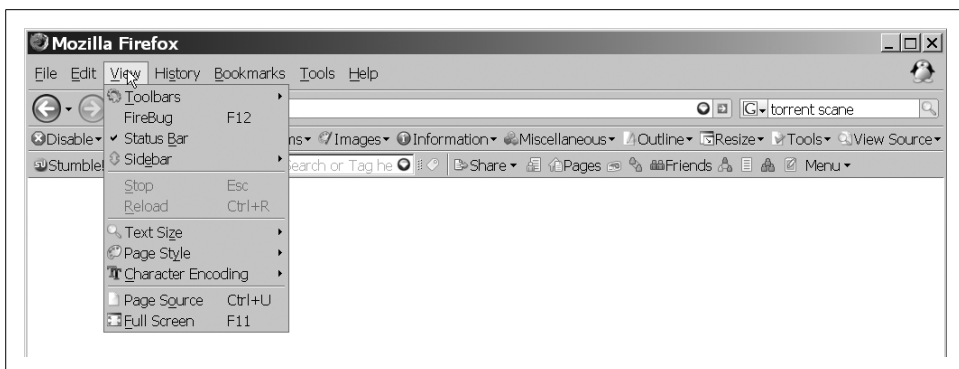 Mozilla Firefox
File Edit View History Bookmarks Tools Help
Toolbars
G torrent scane
FireBug F12
Disable Status Bar ms Images Information Miscellaneous Outline Resize Tools View Source
Stumble! Sidebar Search or Tag he Share Pages Friends Menu
Stop Esc
Reload Ctrl+R
Text Size
Page Style
Character Encoding
Page Source Ctrl+U
Full Screen F11